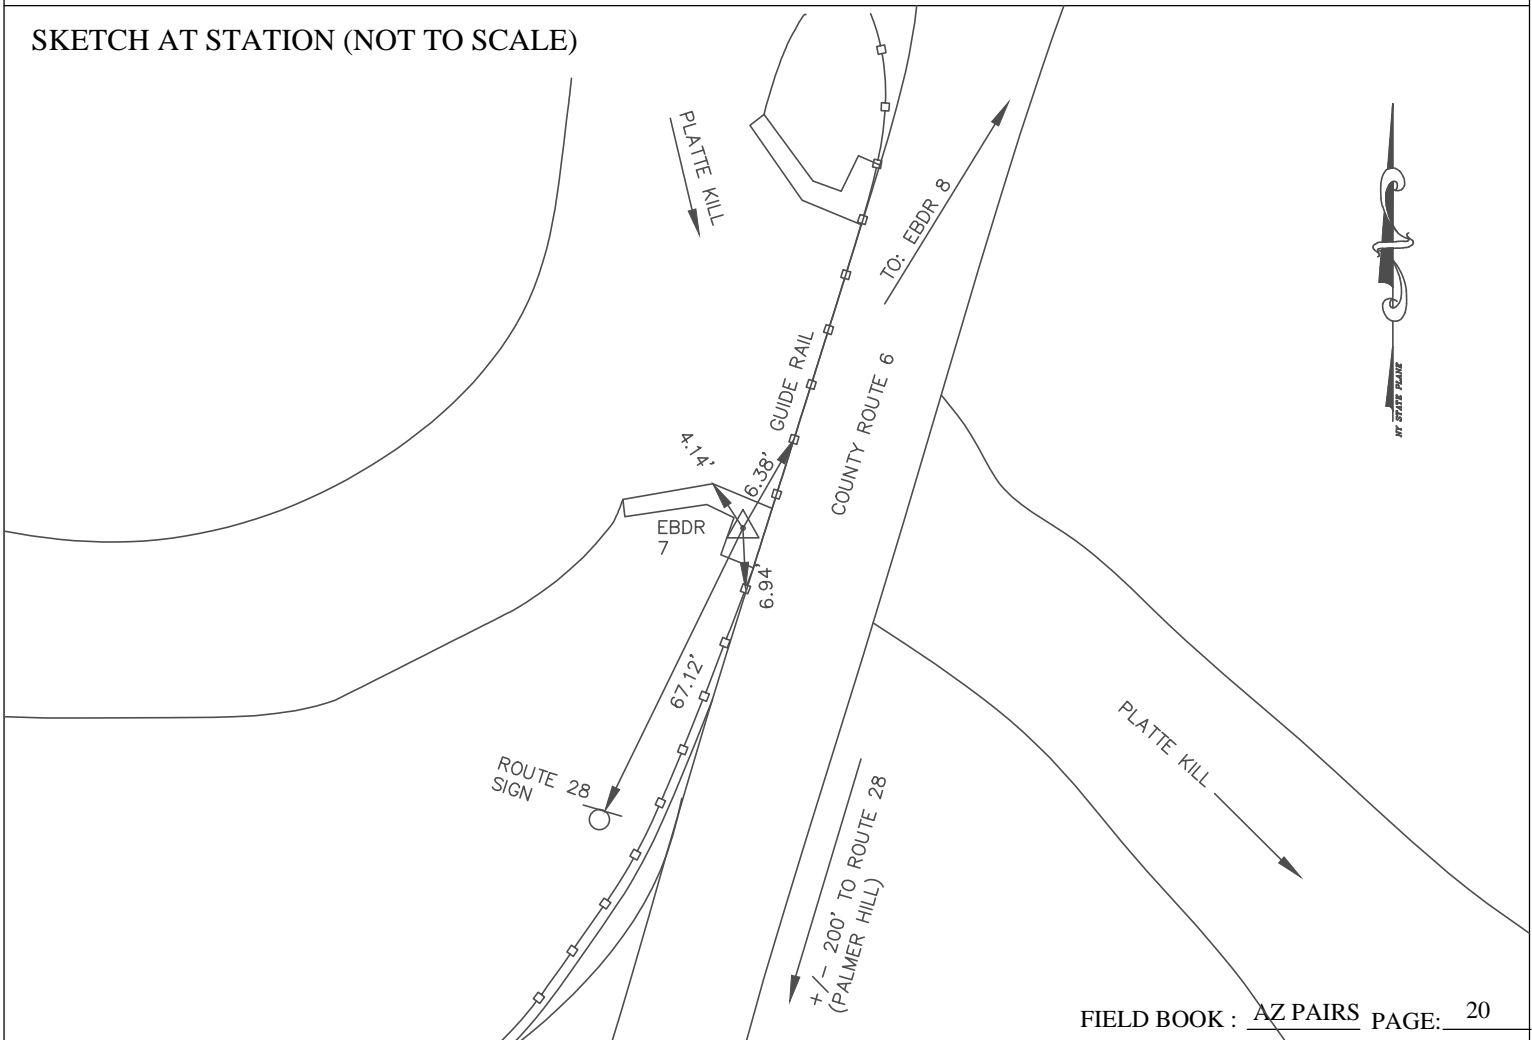 SKETCH AT STATION (NOT TO SCALE)
PLATTE KILL
TO: EBDR 8
GUIDE RAIL
COUNTY ROUTE 6
4.14'
6.38'
EBDR
7
6.94'
67.12'
ROUTE 28
SIGN
PLATTE KILL
+/- 200' TO ROUTE 28
(PALMER HILL)
NY STATE PLANE
FIELD BOOK : AZ PAIRS PAGE: 20